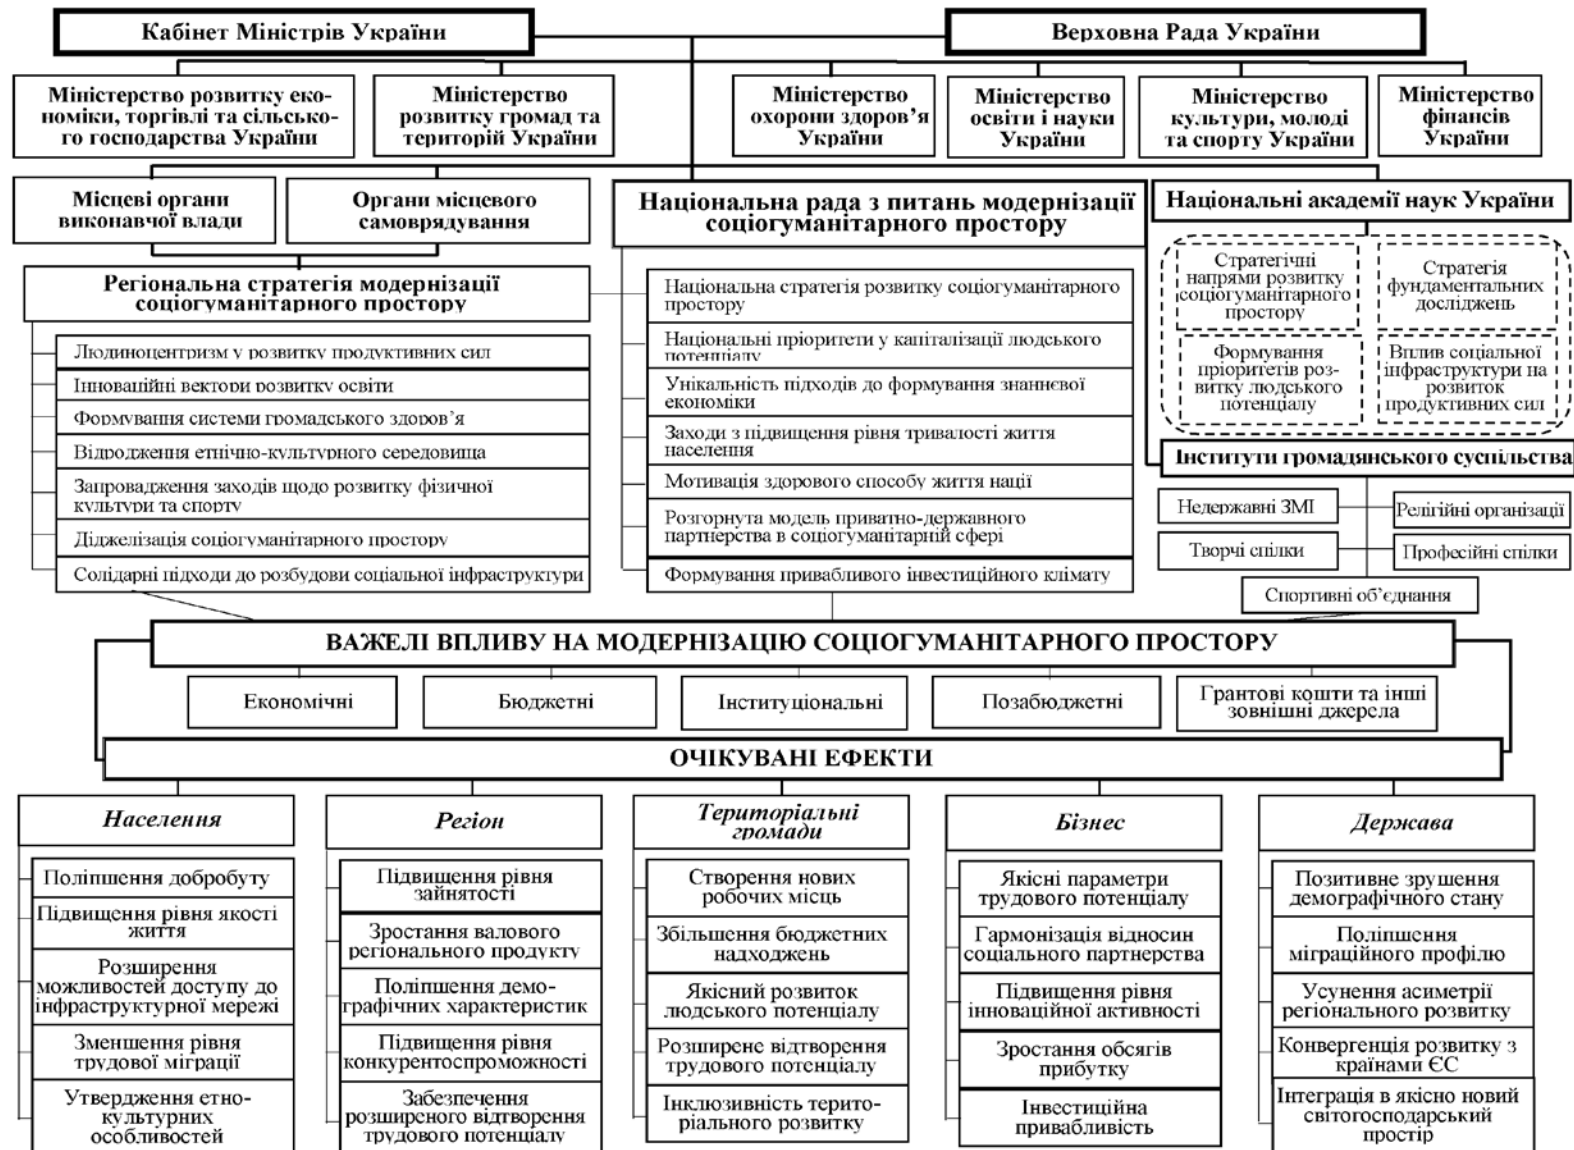 Кабінет Міністрів України
Верховна Рада України
Міністерство розвитку еко-
номіки, торгівлі та сільсько-
го господарства України
Міністерство
розвитку громад та
територій України
Міністерство
охорони здоров’я
України
Міністерство
освіти і науки
України
Міністерство
культури, молоді
та спорту України
Міністерство
фінансів
України
Місцеві органи
виконавчої влади
Органи місцевого
самоврядування
Національна рада з питань модернізації
соціогуманітарного простору
Національні академії наук України
Регіональна стратегія модернізації
соціогуманітарного простору
Людиноцентризм у розвитку продуктивних сил
Інноваційні вектори розвитку освіти
Формування системи громадського здоров’я
Відродження етнічно-культурного середовища
Запровадження заходів щодо розвитку фізичної
культури та спорту
Діджелізація соціогуманітарного простору
Солідарні підходи до розбудови соціальної інфраструктури
Національна стратегія розвитку соціогуманітарного
простору
Національні пріоритети у капіталізації людського
потенціалу
Унікальність підходів до формування знаннєвої
економіки
Заходи з підвищення рівня тривалості життя
населення
Мотивація здорового способу життя нації
Розгорнута модель приватно-державного
партнерства в соціогуманітарній сфері
Формування привабливого інвестиційного клімату
Стратегічні
напрями розвитку
соціогуманітарного
простору
Стратегія
фундаментальних
досліджень
Формування
пріоритетів роз-
витку людського
потенціалу
Вплив соціальної
інфраструктури на
розвиток
продуктивних сил
Інститути громадянського суспільства
Недержавні ЗМІ
Релігійні організації
Творчі спілки
Професійні спілки
Спортивні об’єднання
ВАЖЕЛІ ВПЛИВУ НА МОДЕРНІЗАЦІЮ СОЦІОГУМАНІТАРНОГО ПРОСТОРУ
Економічні
Бюджетні
Інституціональні
Позабюджетні
Грантові кошти та інші
зовнішні джерела
ОЧІКУВАНІ ЕФЕКТИ
Населення
Поліпшення добробуту
Підвищення рівня якості
життя
Розширення
можливостей доступу до
інфраструктурної мережі
Зменшення рівня
трудової міграції
Утвердження етно-
культурних
особливостей
Регіон
Підвищення рівня
зайнятості
Зростання валового
регіонального продукту
Поліпшення демо-
графічних характеристик
Підвищення рівня
конкурентоспроможності
Забезпечення
розширеного відтворення
трудового потенціалу
Територіальні
громади
Створення нових
робочих місць
Збільшення бюджетних
надходжень
Якісний розвиток
людського потенціалу
Розширене відтворення
трудового потенціалу
Інклюзивність терито-
ріального розвитку
Бізнес
Якісні параметри
трудового потенціалу
Гармонізація відносин
соціального партнерства
Підвищення рівня
інноваційної активності
Зростання обсягів
прибутку
Інвестиційна
привабливість
Держава
Позитивне зрушення
демографічного стану
Поліпшення
міграційного профілю
Усунення асиметрії
регіонального розвитку
Конвергенція розвитку з
країнами ЄС
Інтеграція в якісно новий
світогосподарський
простір